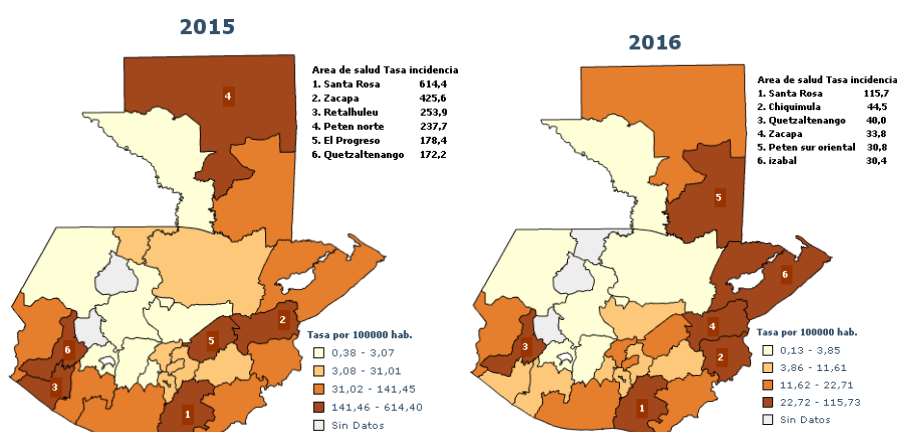 2015
Area de salud Tasa incidencia
1. Santa Rosa 614,4
2. Zacapa 425,6
3. Retalhuleu 253,9
4. Peten norte 237,7
5. El Progreso 178,4
6. Quetzaltenango 172,2
4
2
5
6
3
1
Tasa por 100000 hab.
0,38 - 3,07
3,08 - 31,01
31,02 - 141,45
141,46 - 614,40
Sin Datos
2016
Area de salud Tasa incidencia
1. Santa Rosa 115,7
2. Chiquimula 44,5
3. Quetzaltenango 40,0
4. Zacapa 33,8
5. Peten sur oriental 30,8
6. izabal 30,4
5
6
4
3
2
1
Tasa por 100000 hab.
0,13 - 3,85
3,86 - 11,61
11,62 - 22,71
22,72 - 115,73
Sin Datos